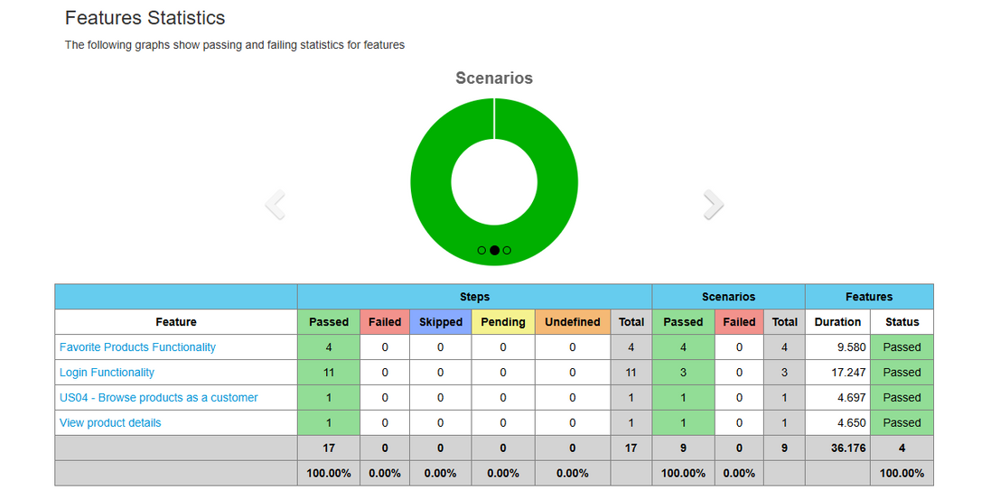 Features Statistics
The following graphs show passing and failing statistics for features
Scenarios
Steps Scenarios Features
Feature Passed Failed Skipped Pending Undefined Total Passed Failed Total Duration Status
Favorite Products Functionality 4 0 0 0 0 4 4 0 4 9.580 Passed
Login Functionality 11 0 0 0 0 11 3 0 3 17.247 Passed
US04 - Browse products as a customer 1 0 0 0 0 1 1 0 1 4.697 Passed
View product details 1 0 0 0 0 1 1 0 1 4.650 Passed
17 0 0 0 0 17 9 0 9 36.176 4
100.00% 0.00% 0.00% 0.00% 0.00% 100.00% 0.00% 100.00%